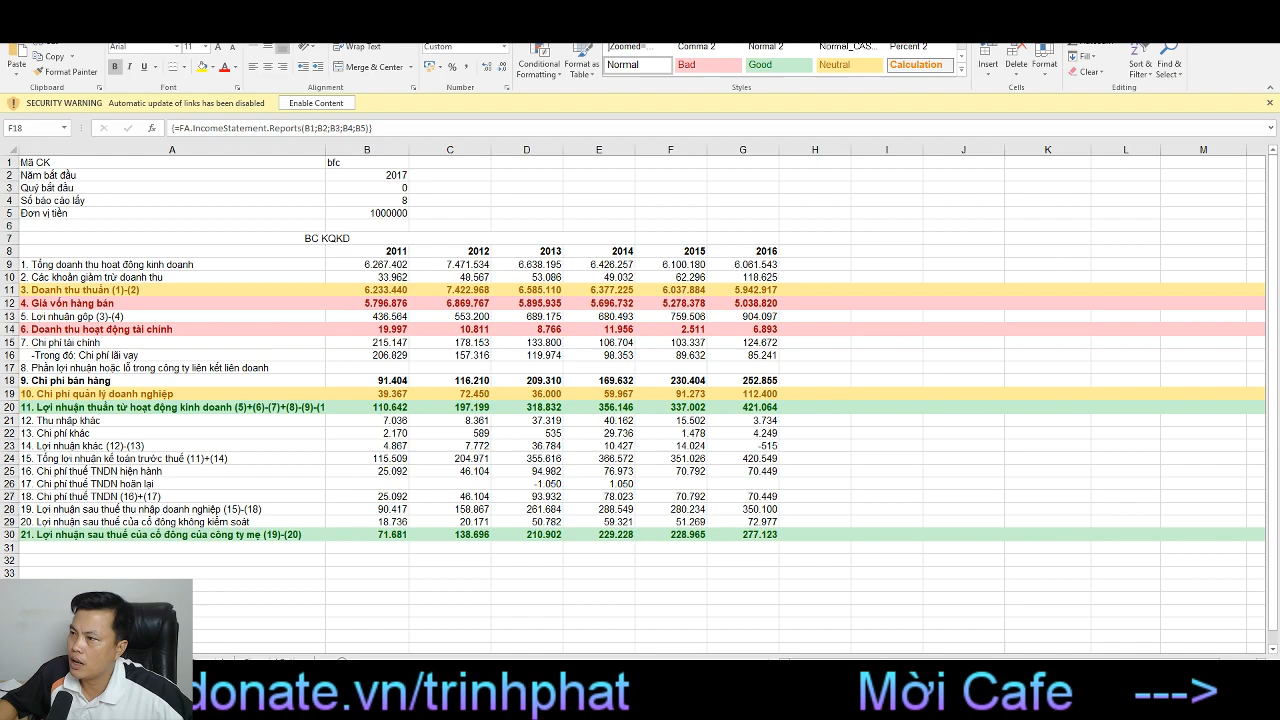 Arial 11 A A Wrap Text Custom Zoomed=... Comma 2 Normal 2 Normal_CAS... Percent 2
Copy
Paste Format Painter B I U Merge & Center % Conditional Formatting Format as Table Normal Bad Good Neutral Calculation Insert Delete Format Fill Clear Sort & Filter Find & Select
Clipboard Font Alignment Number Styles Cells Editing
SECURITY WARNING Automatic update of links has been disabled Enable Content
F18 fx {=FA.IncomeStatement.Reports(B1;B2;B3;B4;B5)}
A B C D E F G H I J K L M
1 Mã CK bfc
2 Năm bắt đầu 2017
3 Quý bắt đầu 0
4 Số báo cáo lấy 8
5 Đơn vị tiền 1000000
6
7 BC KQKD
8 2011 2012 2013 2014 2015 2016
9 1. Tổng doanh thu hoạt động kinh doanh 6.267.402 7.471.534 6.638.195 6.426.257 6.100.180 6.061.543
10 2. Các khoản giảm trừ doanh thu 33.962 48.567 53.086 49.032 62.296 118.625
11 3. Doanh thu thuần (1)-(2) 6.233.440 7.422.968 6.585.110 6.377.225 6.037.884 5.942.917
12 4. Giá vốn hàng bán 5.796.876 6.869.767 5.895.935 5.696.732 5.278.378 5.038.820
13 5. Lợi nhuận gộp (3)-(4) 436.564 553.200 689.175 680.493 759.506 904.097
14 6. Doanh thu hoạt động tài chính 19.997 10.811 8.766 11.956 2.511 6.893
15 7. Chi phí tài chính 215.147 178.153 133.800 106.704 103.337 124.672
16 -Trong đó: Chi phí lãi vay 206.829 157.316 119.974 98.353 89.632 85.241
17 8. Phần lợi nhuận hoặc lỗ trong công ty liên kết liên doanh
18 9. Chi phí bán hàng 91.404 116.210 209.310 169.632 230.404 252.855
19 10. Chi phí quản lý doanh nghiệp 39.367 72.450 36.000 59.967 91.273 112.400
20 11. Lợi nhuận thuần từ hoạt động kinh doanh (5)+(6)-(7)+(8)-(9)-(1 110.642 197.199 318.832 356.146 337.002 421.064
21 12. Thu nhập khác 7.036 8.361 37.319 40.162 15.502 3.734
22 13. Chi phí khác 2.170 589 535 29.736 1.478 4.249
23 14. Lợi nhuận khác (12)-(13) 4.867 7.772 36.784 10.427 14.024 -515
24 15. Tổng lợi nhuận kế toán trước thuế (11)+(14) 115.509 204.971 355.616 366.572 351.026 420.549
25 16. Chi phí thuế TNDN hiện hành 25.092 46.104 94.982 76.973 70.792 70.449
26 17. Chi phí thuế TNDN hoãn lại -1.050 1.050
27 18. Chi phí thuế TNDN (16)+(17) 25.092 46.104 93.932 78.023 70.792 70.449
28 19. Lợi nhuận sau thuế thu nhập doanh nghiệp (15)-(18) 90.417 158.867 261.684 288.549 280.234 350.100
29 20. Lợi nhuận sau thuế của cổ đông không kiểm soát 18.736 20.171 50.782 59.321 51.269 72.977
30 21. Lợi nhuận sau thuế của cổ đông của công ty mẹ (19)-(20) 71.681 138.696 210.902 229.228 228.965 277.123
31
32
33
donate.vn/trinhphat Mời Cafe --->